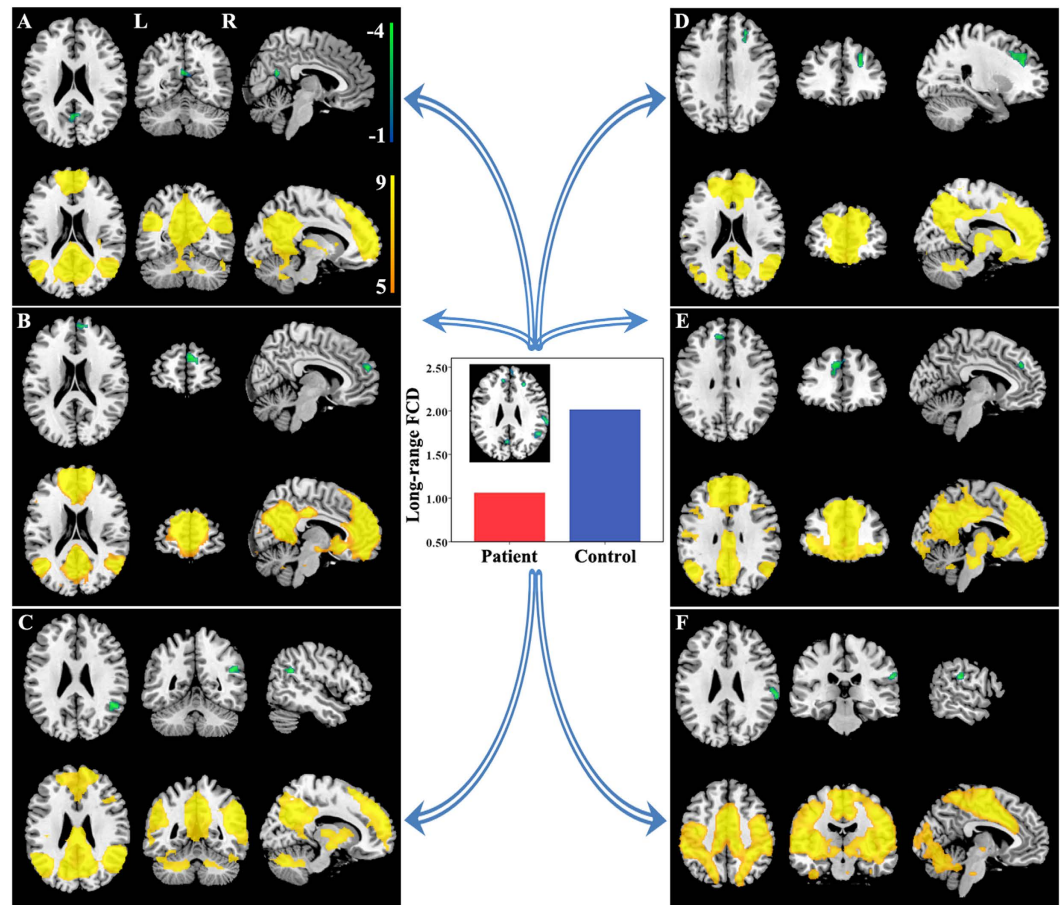 A L R -4
-1
9
5
B
C
D
E
F
Long-range FCD
2.50
2.00
1.50
1.00
0.50
Patient Control